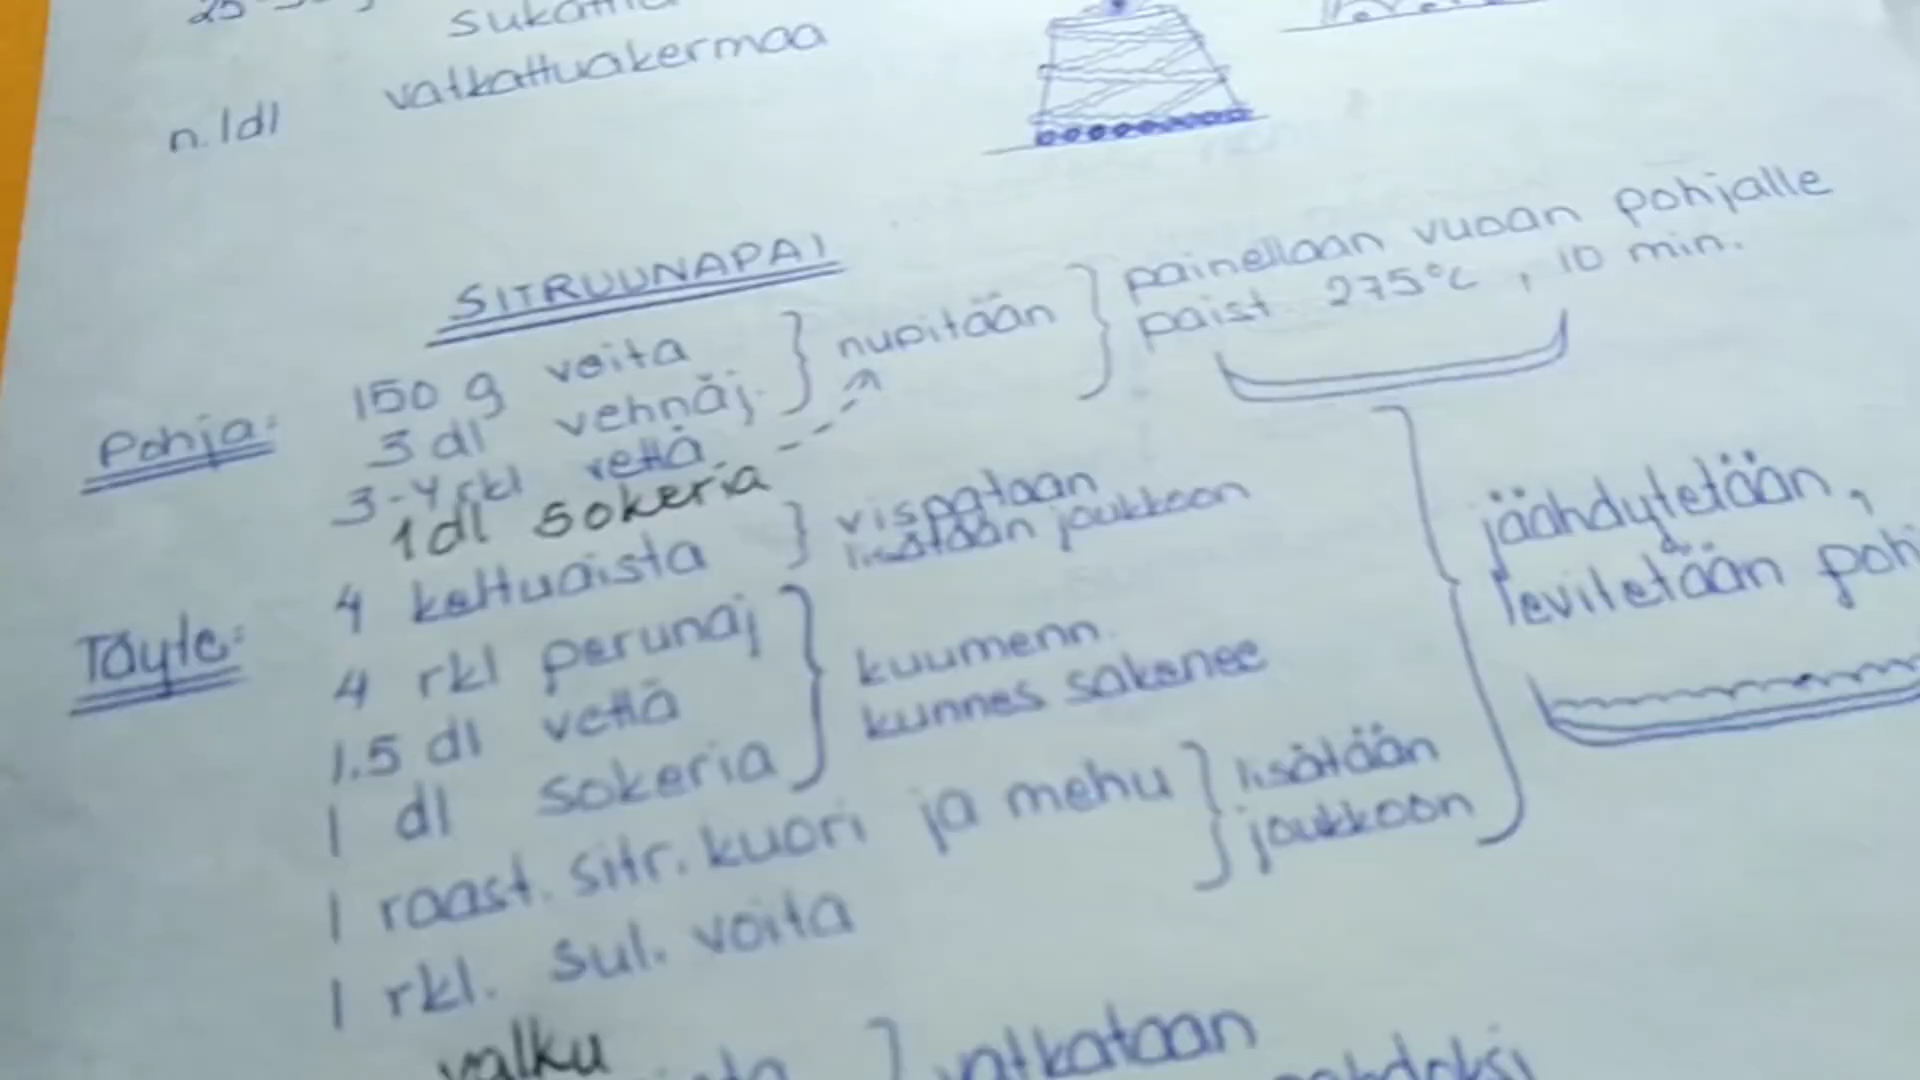 vatkattuakermaa
n. 1dl
SITRUUNAPAI
Pohja: 150 g voita
3 dl vehnäj. nypitään
3-4 rkl vettä
1 dl sokeria
painellaan vuoan pohjalle
paist. 275°C, 10 min.
Täyte: 4 keltuaista
vispataan
lisätään joukkoon
4 rkl perunaj
1.5 dl vettä
1 dl sokeria
kuumenn.
kunnes sakenee
1 raast. sitr. kuori ja mehu
1 rkl. sul. voita
lisätään
joukkoon
jäähdytetään,
levitetään poh
valku
vatkataan